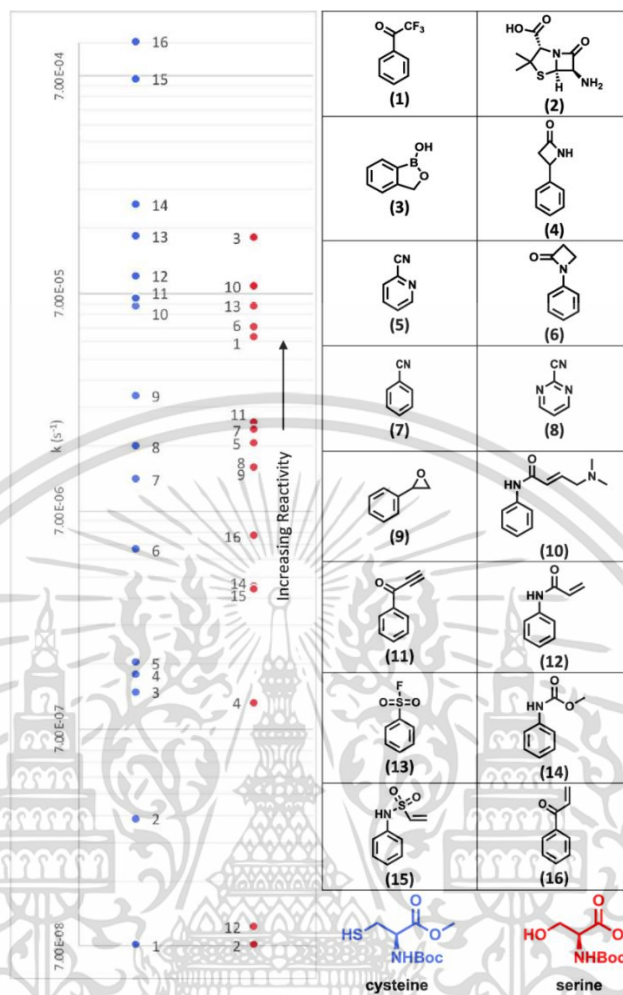 7.00E-04
7.00E-05
k (s⁻¹)
7.00E-06
7.00E-07
7.00E-08
16
15
14
13
12
11
10
9
8
7
6
5
4
3
2
1
3
10
13
6
1
11
7
5
8
9
16
14
15
4
12
2
Increasing Reactivity
O
CF₃
(1)
HO
O
N
O
S
H
NH₂
(2)
OH
B
O
(3)
O
NH
(4)
CN
N
(5)
O
N
(6)
CN
(7)
CN
N
N
(8)
O
(9)
O
HN
N
(10)
O
(11)
O
HN
(12)
F
O=S=O
(13)
O
HN
O
(14)
O
O
HN
S
(15)
O
(16)
HS
O
O
NHBoc
cysteine
HO
O
O
NHBoc
serine